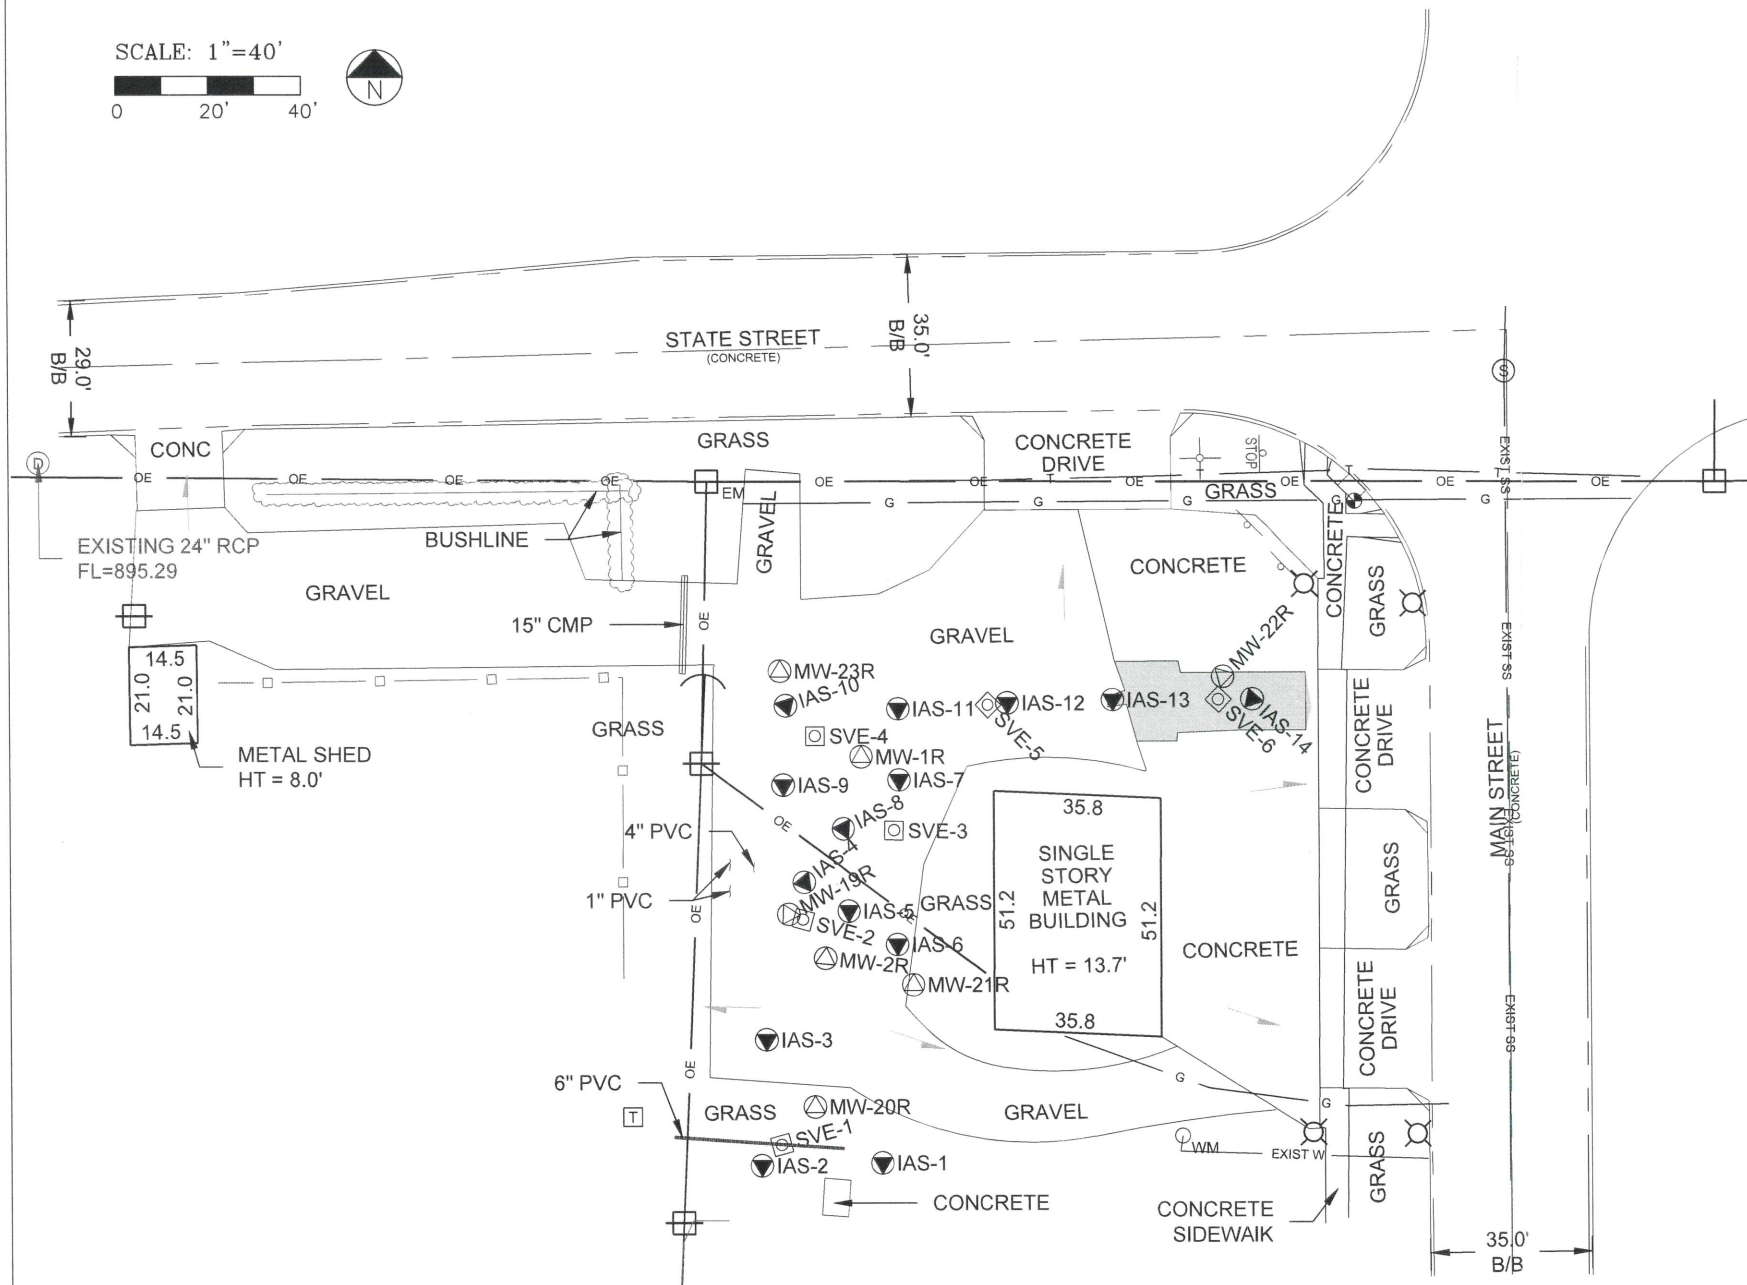 SCALE: 1"=40'
0 20' 40'
N
STATE STREET
(CONCRETE)
35.0'
B/B
29.0'
B/B
S
D
CONC
GRASS
CONCRETE
DRIVE
STOP
EXIST SS
OE
OE
OE
OE
EM
OE
OE
T
OE
T
OE
T
OE
T
OE
G
G
G
G
G
GRASS
EXISTING 24" RCP
FL=895.29
BUSHLINE
GRAVEL
GRAVEL
CONCRETE
CONCRETE
GRASS
15" CMP
OE
GRAVEL
EXIST SS
14.5
21.0
21.0
14.5
METAL SHED
HT = 8.0'
GRASS
MW-23R
IAS-10
IAS-11
IAS-12
SVE-5
IAS-13
MW-22R
SVE-6
IAS-14
CONCRETE
DRIVE
MAIN STREET
(CONCRETE)
SVE-4
MW-1R
IAS-9
IAS-7
IAS-8
SVE-3
OE
4" PVC
1" PVC
IAS-4
MW-19R
SVE-2
IAS-5
GRASS
OE
IAS-6
MW-2R
MW-21R
OE
35.8
SINGLE
STORY
METAL
BUILDING
HT = 13.7'
51.2
51.2
35.8
CONCRETE
GRASS
EXIST SS
CONCRETE
DRIVE
EXIST SS
IAS-3
OE
6" PVC
T
GRASS
MW-20R
SVE-1
IAS-2
IAS-1
GRAVEL
G
G
WM
EXIST W
GRASS
CONCRETE
CONCRETE
SIDEWAIK
35.0'
B/B